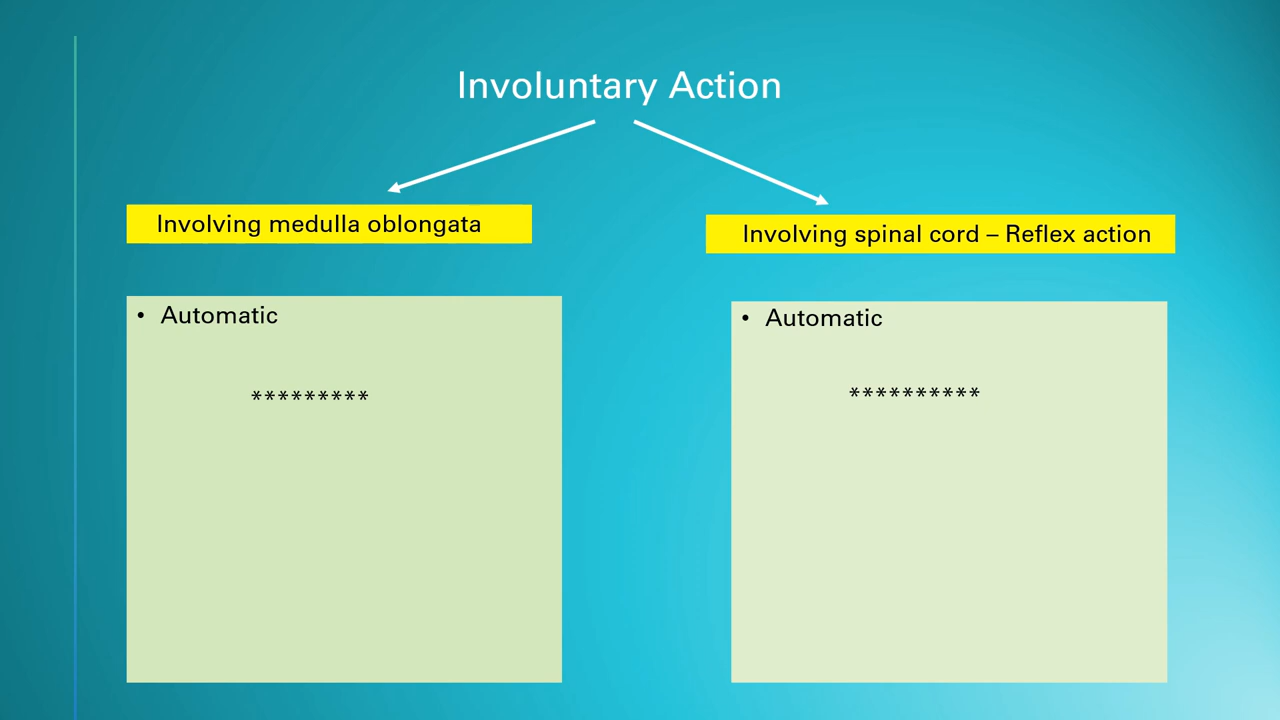 Involuntary Action
Involving medulla oblongata
Involving spinal cord – Reflex action
• Automatic
*********
• Automatic
**********